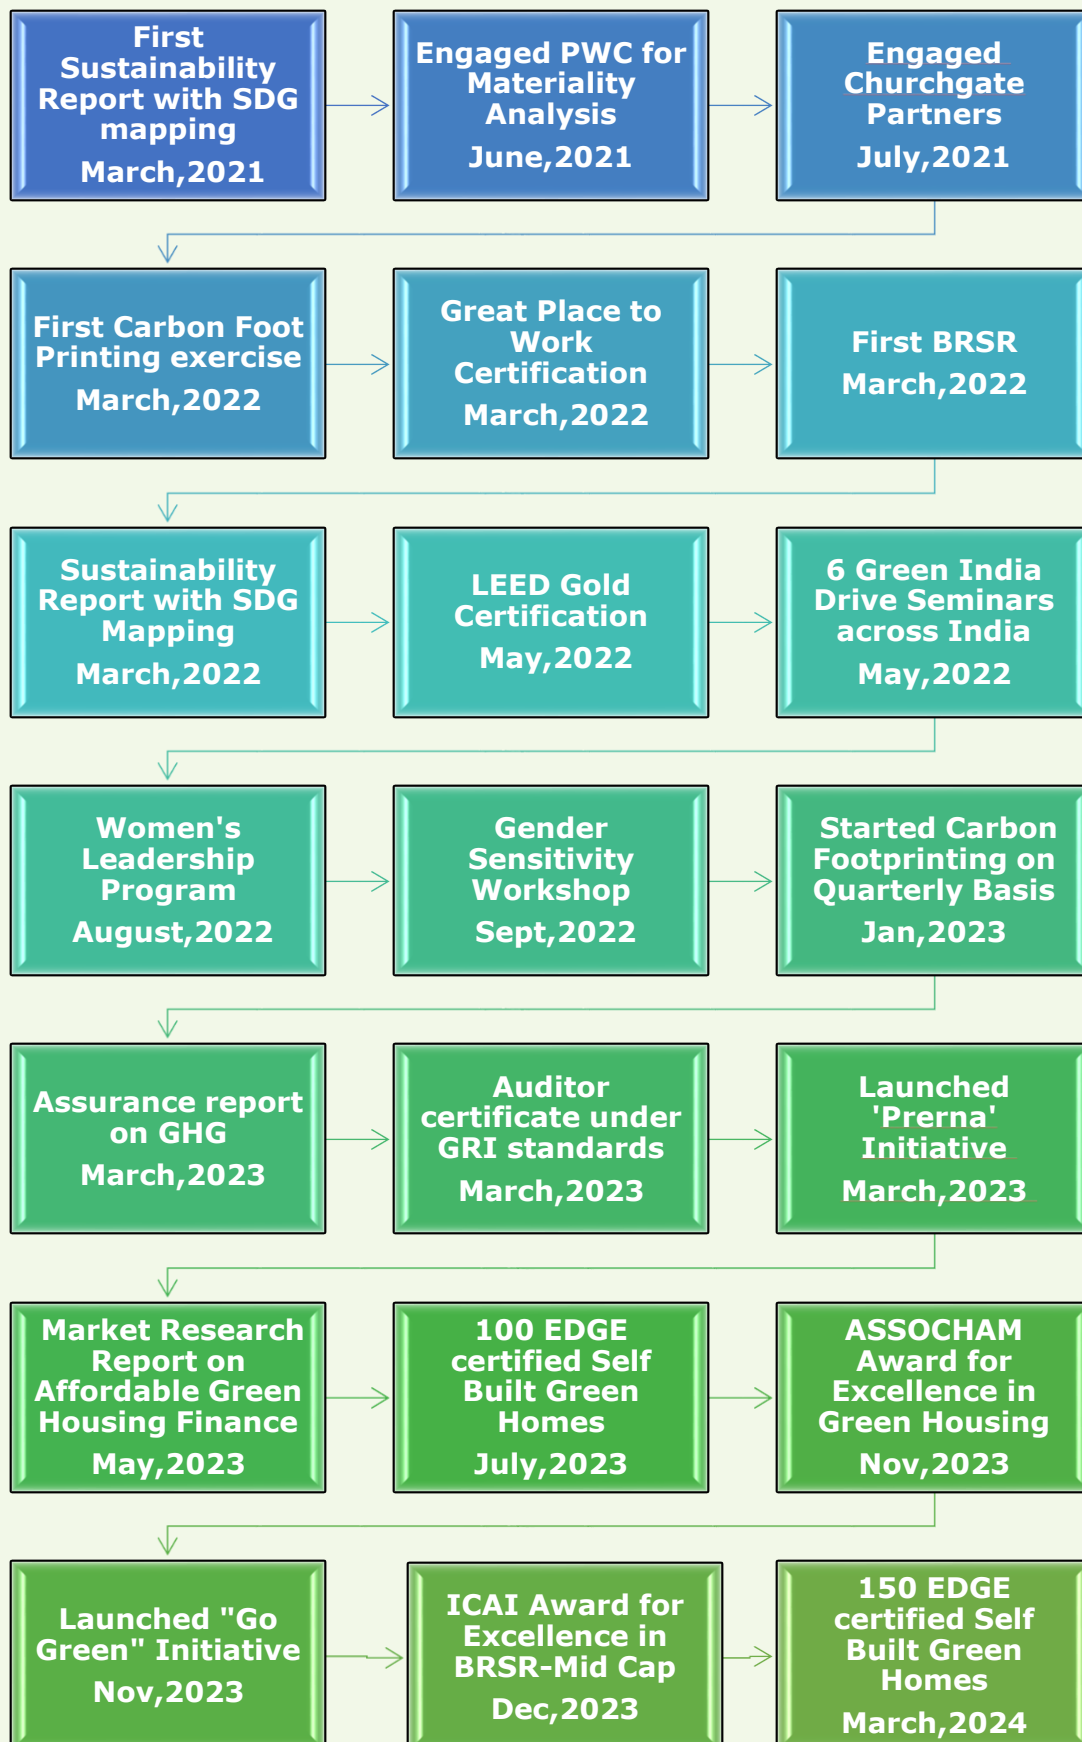 First
Sustainability
Report with SDG
mapping
March,2021
Engaged PWC for
Materiality
Analysis
June,2021
Engaged
Churchgate
Partners
July,2021
First Carbon Foot
Printing exercise
March,2022
Great Place to
Work
Certification
March,2022
First BRSR
March,2022
Sustainability
Report with SDG
Mapping
March,2022
LEED Gold
Certification
May,2022
6 Green India
Drive Seminars
across India
May,2022
Women's
Leadership
Program
August,2022
Gender
Sensitivity
Workshop
Sept,2022
Started Carbon
Footprinting on
Quarterly Basis
Jan,2023
Assurance report
on GHG
March,2023
Auditor
certificate under
GRI standards
March,2023
Launched
'Prerna'
Initiative
March,2023
Market Research
Report on
Affordable Green
Housing Finance
May,2023
100 EDGE
certified Self
Built Green
Homes
July,2023
ASSOCHAM
Award for
Excellence in
Green Housing
Nov,2023
Launched "Go
Green" Initiative
Nov,2023
ICAI Award for
Excellence in
BRSR-Mid Cap
Dec,2023
150 EDGE
certified Self
Built Green
Homes
March,2024